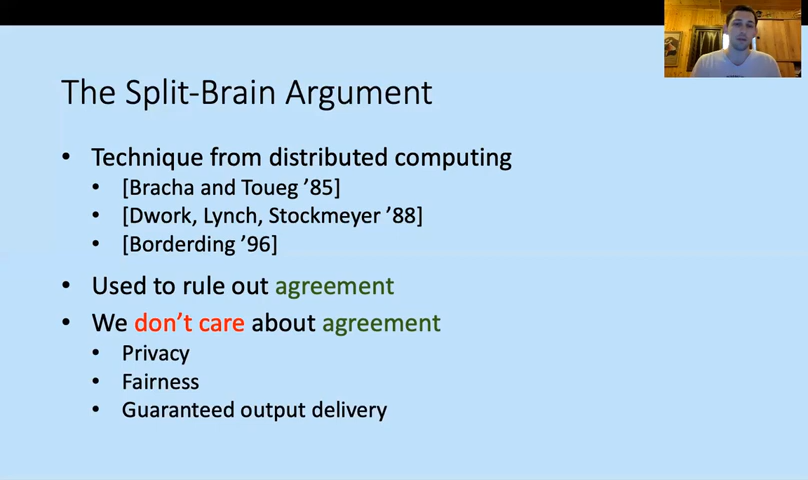 The Split-Brain Argument
• Technique from distributed computing
• [Bracha and Toueg ’85]
• [Dwork, Lynch, Stockmeyer ’88]
• [Borderding ’96]
• Used to rule out agreement
• We don’t care about agreement
• Privacy
• Fairness
• Guaranteed output delivery